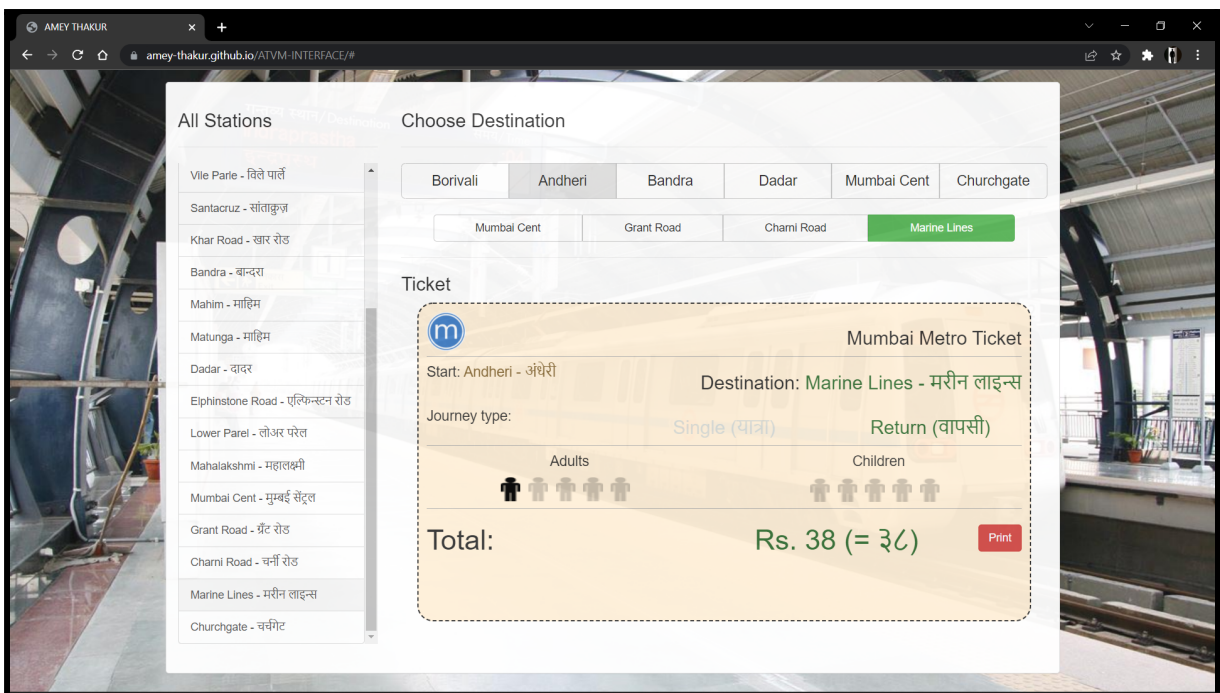 AMEY THAKUR
amey-thakur.github.io/ATVM-INTERFACE/#
All Stations
Vile Parle - विले पार्ले
Santacruz - सांताक्रुज़
Khar Road - खार रोड
Bandra - बान्दरा
Mahim - माहिम
Matunga - माहिम
Dadar - दादर
Elphinstone Road - एल्फिन्स्टन रोड
Lower Parel - लोअर परेल
Mahalakshmi - महालक्ष्मी
Mumbai Cent - मुम्बई सेंट्रल
Grant Road - ग्रँट रोड
Charni Road - चर्नी रोड
Marine Lines - मरीन लाइन्स
Churchgate - चर्चगेट
Choose Destination
Borivali Andheri Bandra Dadar Mumbai Cent Churchgate
Mumbai Cent Grant Road Charni Road Marine Lines
Ticket
m
Mumbai Metro Ticket
Start: Andheri - अंधेरी
Destination: Marine Lines - मरीन लाइन्स
Journey type: Single (यात्रा) Return (वापसी)
Adults Children
Total: Rs. 38 (= ३८) Print